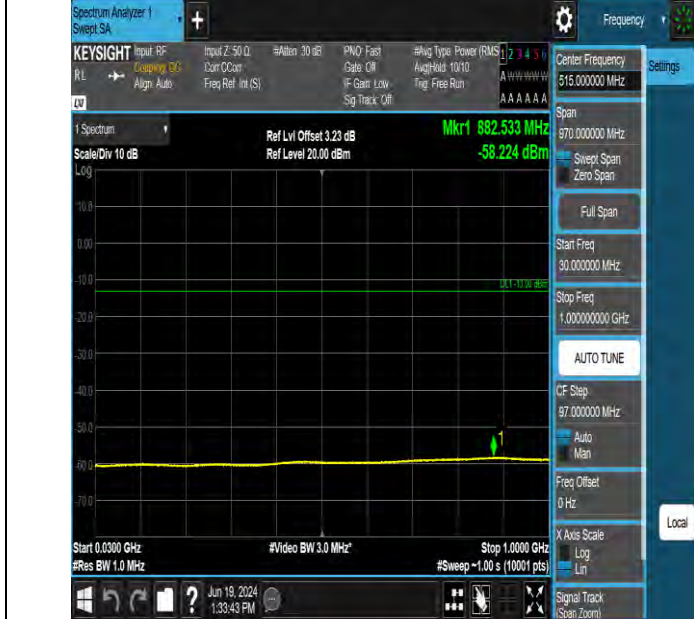 Spectrum Analyzer 1
Swept SA
+
Frequency
KEYSIGHT
RL
Input: RF
Coupling: DC
Align: Auto
Input Z: 50 Ω
Corr CCorr
Freq Ref: Int (S)
#Atten: 30 dB
PNO: Fast
Gate: Off
IF Gain: Low
Sig Track: Off
#Avg Type: Power (RMS
Avg|Hold: 10/10
Trig: Free Run
1 2 3 4 5 6
A W W W W W
A A A A A A
LXI
1 Spectrum
Scale/Div 10 dB
Ref Lvl Offset 3.23 dB
Ref Level 20.00 dBm
Mkr1 882.533 MHz
-58.224 dBm
Log
10.0
0.00
-10.0
-20.0
-30.0
-40.0
-50.0
-60.0
-70.0
DL1 -13.00 dBm
1
Start 0.0300 GHz
#Res BW 1.0 MHz
#Video BW 3.0 MHz*
Stop 1.0000 GHz
#Sweep ~1.00 s (10001 pts)
?
Jun 19, 2024
1:33:43 PM
Center Frequency
515.000000 MHz
Settings
Span
970.000000 MHz
Swept Span
Zero Span
Full Span
Start Freq
30.000000 MHz
Stop Freq
1.000000000 GHz
AUTO TUNE
CF Step
97.000000 MHz
Auto
Man
Freq Offset
0 Hz
X Axis Scale
Log
Lin
Local
Signal Track
(Span Zoom)